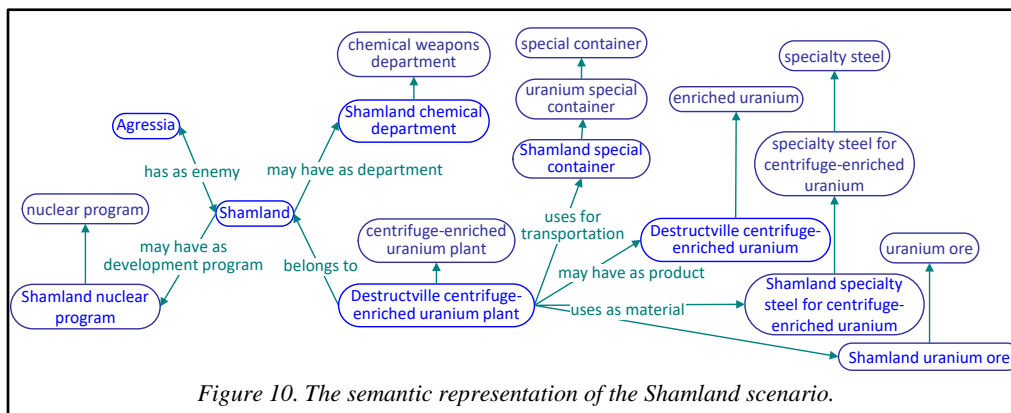 chemical weapons
department
special container
specialty steel
uranium special
container
enriched uranium
Agressia
Shamland chemical
department
Shamland special
container
specialty steel for
centrifuge-enriched
uranium
has as enemy
may have as department
nuclear program
Shamland
uses for
transportation
centrifuge-enriched
uranium plant
Destructville centrifuge-
enriched uranium
uranium ore
may have as
development program
belongs to
may have as product
Shamland nuclear
program
Destructville centrifuge-
enriched uranium plant
uses as material
Shamland specialty
steel for centrifuge-
enriched uranium
Shamland uranium ore
Figure 10. The semantic representation of the Shamland scenario.